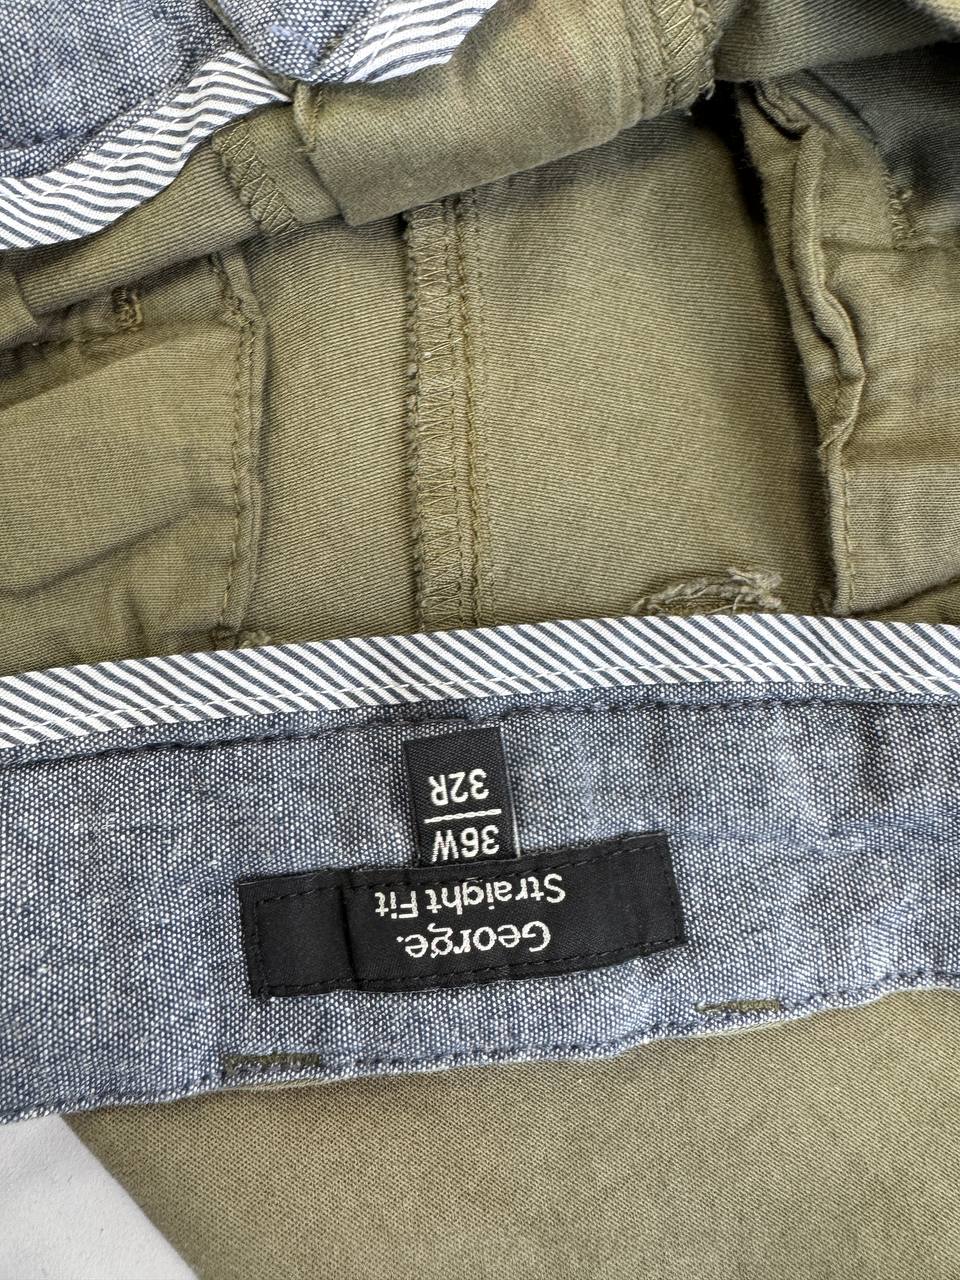 George.
Straight Fit
36W
32R